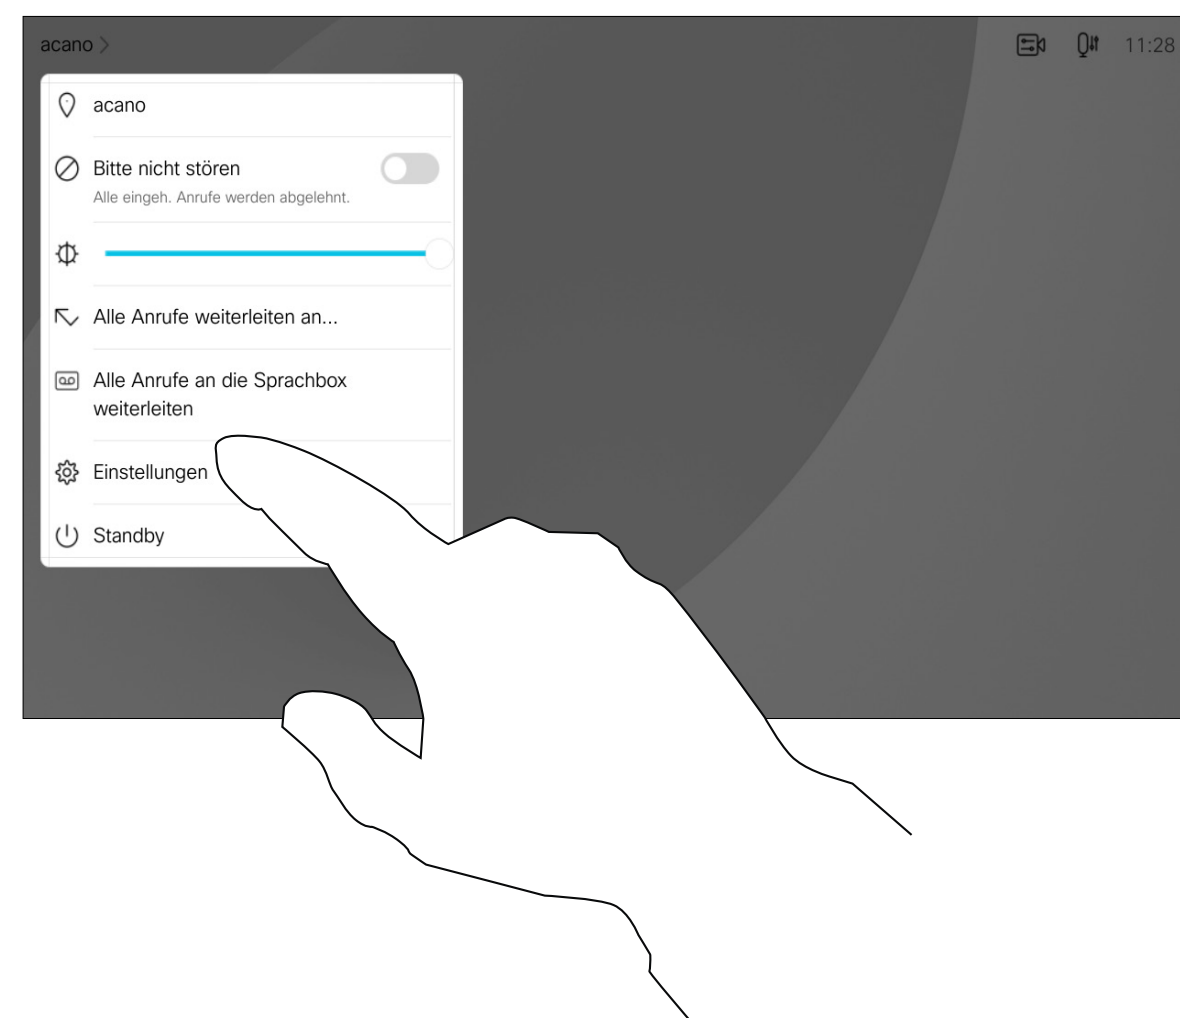 acano
11:28
acano
Bitte nicht stören
Alle eingeh. Anrufe werden abgelehnt.
Alle Anrufe weiterleiten an...
Alle Anrufe an die Sprachbox
weiterleiten
Einstellungen
Standby